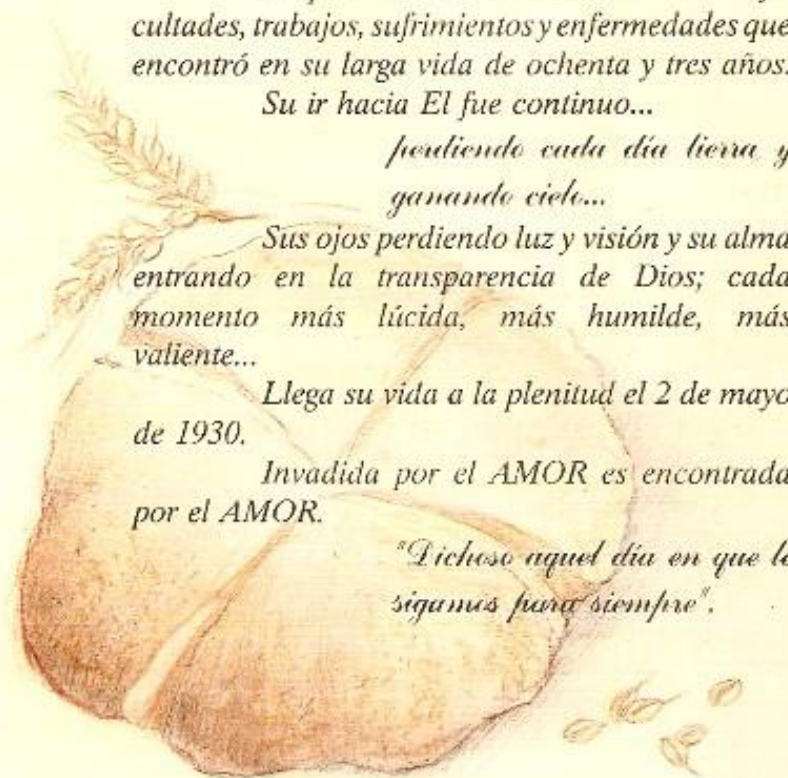 cultades, trabajos, sufrimientos y enfermedades que
encontró en su larga vida de ochenta y tres años.
Su ir hacia El fue continuo...
perdiendo cada día tierra y
ganando cielo...
Sus ojos perdiendo luz y visión y su alma
entrando en la transparencia de Dios; cada
momento más lúcida, más humilde, más
valiente...
Llega su vida a la plenitud el 2 de mayo
de 1930.
Invadida por el AMOR es encontrada
por el AMOR.
"Dichoso aquel día en que le
sigamos para siempre".